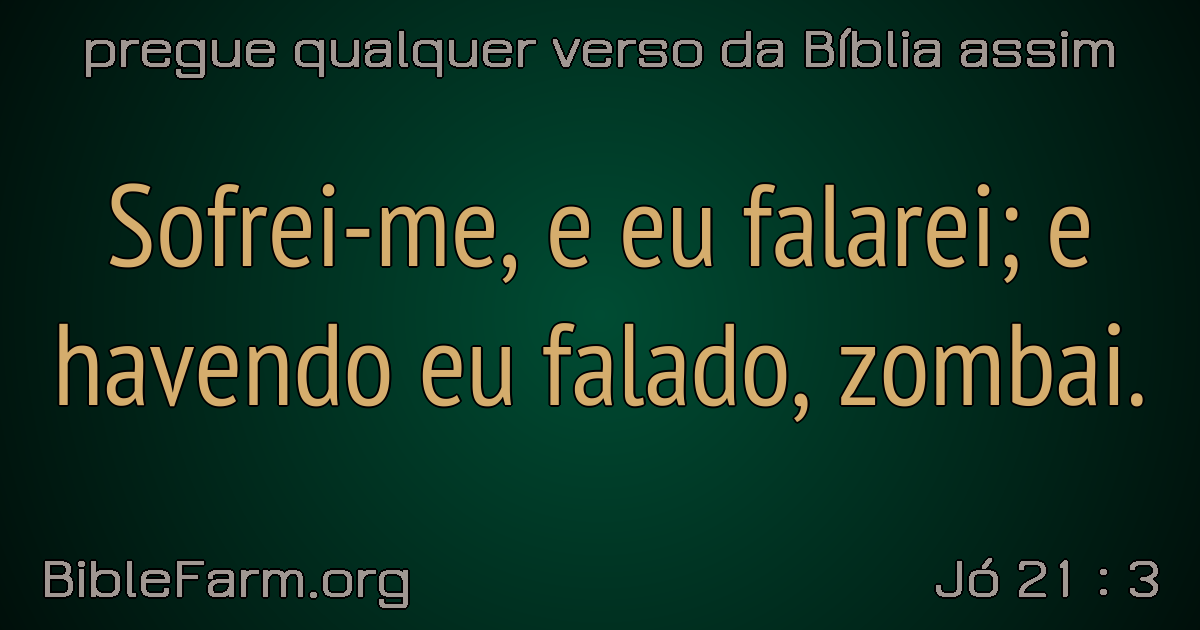 pregue qualquer verso da Bíblia assim
Sofrei-me, e eu falarei; e
havendo eu falado, zombai.
BibleFarm.org
Jó 21 : 3